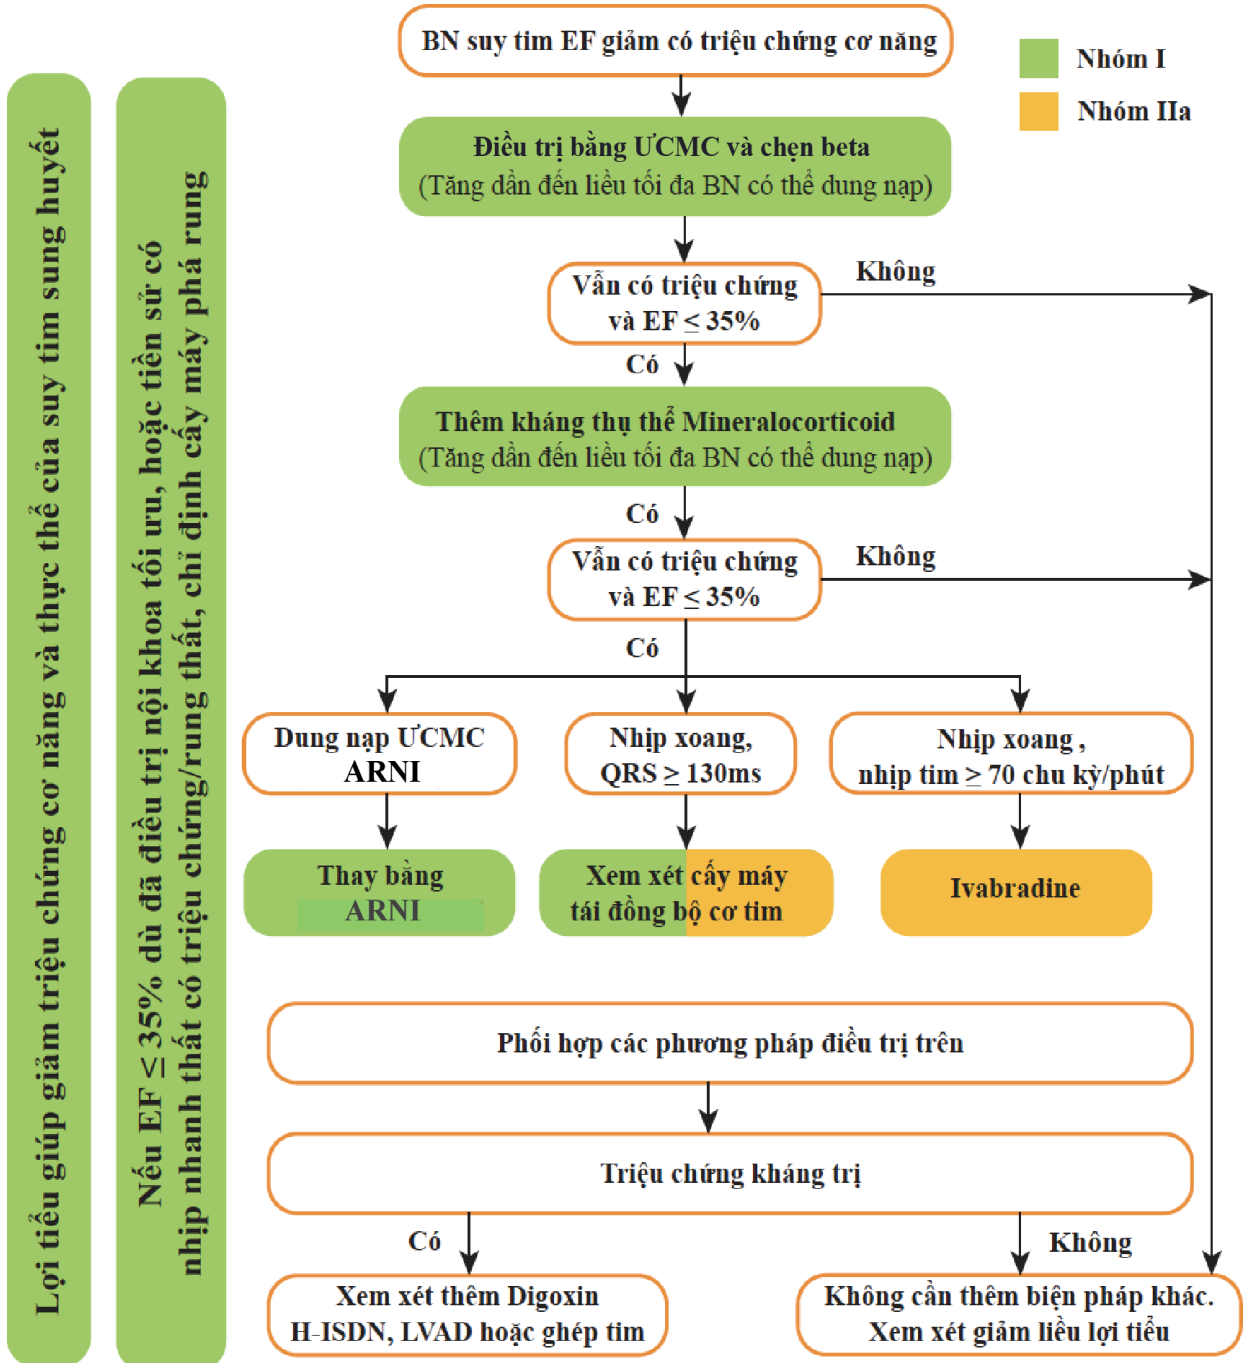 BN suy tim EF giảm có triệu chứng cơ năng
Nhóm I
Nhóm IIa
Lợi tiểu giúp giảm triệu chứng cơ năng và thực thể của suy tim sung huyết
Nếu EF ≤ 35% dù đã điều trị nội khoa tối ưu, hoặc tiền sử có
nhịp nhanh thất có triệu chứng/rung thất, chỉ định cấy máy phá rung
Điều trị bằng ƯCMC và chẹn beta
(Tăng dần đến liều tối đa BN có thể dung nạp)
Vẫn có triệu chứng
và EF ≤ 35%
Không
Có
Thêm kháng thụ thể Mineralocorticoid
(Tăng dần đến liều tối đa BN có thể dung nạp)
Có
Vẫn có triệu chứng
và EF ≤ 35%
Không
Có
Dung nạp ƯCMC
ARNI
Nhịp xoang,
QRS ≥ 130ms
Nhịp xoang ,
nhịp tim ≥ 70 chu kỳ/phút
Thay bằng
ARNI
Xem xét cấy máy
tái đồng bộ cơ tim
Ivabradine
Phối hợp các phương pháp điều trị trên
Triệu chứng kháng trị
Có
Không
Xem xét thêm Digoxin
H-ISDN, LVAD hoặc ghép tim
Không cần thêm biện pháp khác.
Xem xét giảm liều lợi tiểu